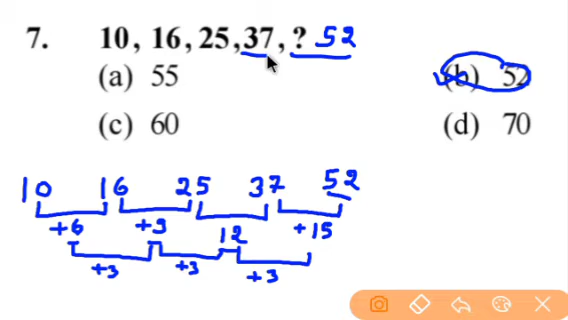 7. 10, 16, 25, 37, ? 52
(a) 55 (b) 52
(c) 60 (d) 70
10 16 25 37 52
+6 +9 12 +15
+3 +3 +3